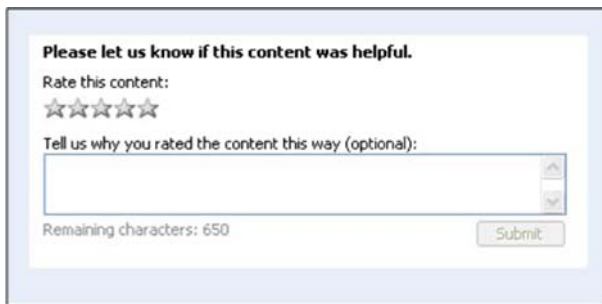 Please let us know if this content was helpful.
Rate this content:
Tell us why you rated the content this way (optional):
Remaining characters: 650
Submit